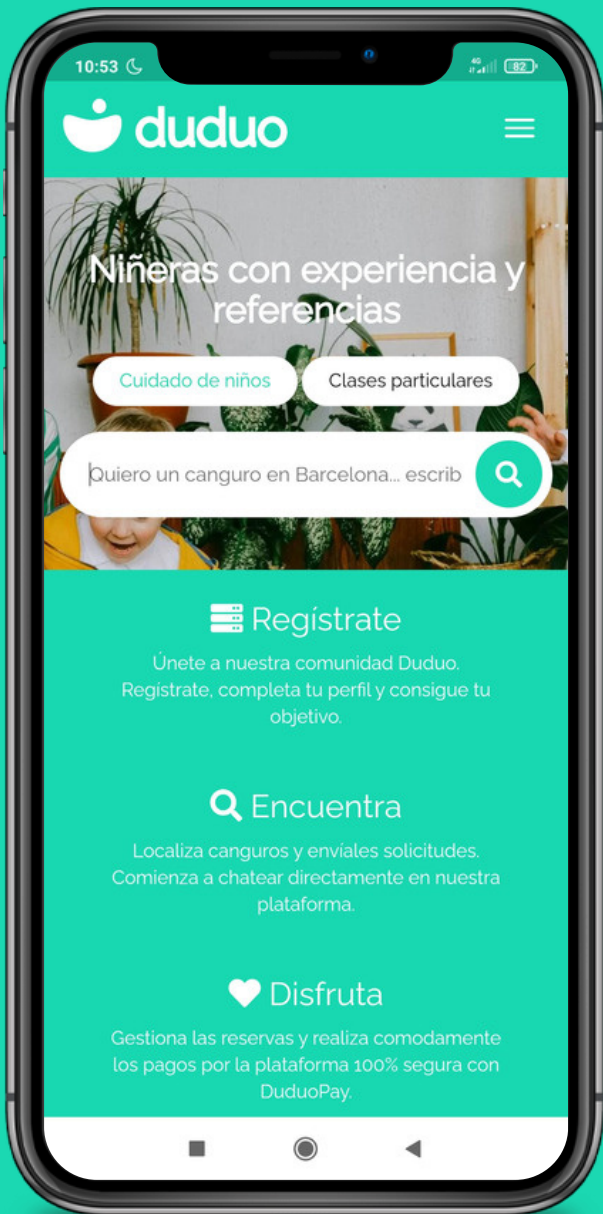 10:53
4G
82
duduo
Niñeras con experiencia y
referencias
Cuidado de niños
Clases particulares
Quiero un canguro en Barcelona... escrib
Regístrate
Únete a nuestra comunidad Duduo.
Regístrate, completa tu perfil y consigue tu
objetivo.
Encuentra
Localiza canguros y envíales solicitudes.
Comienza a chatear directamente en nuestra
plataforma.
Disfruta
Gestiona las reservas y realiza comodamente
los pagos por la plataforma 100% segura con
DuduoPay.